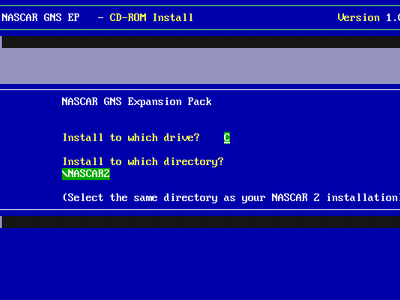 NASCAR GNS EP - CD-ROM Install Version 1.0
NASCAR GNS Expansion Pack
Install to which drive? C
Install to which directory?
\NASCAR2
(Select the same directory as your NASCAR 2 installation)